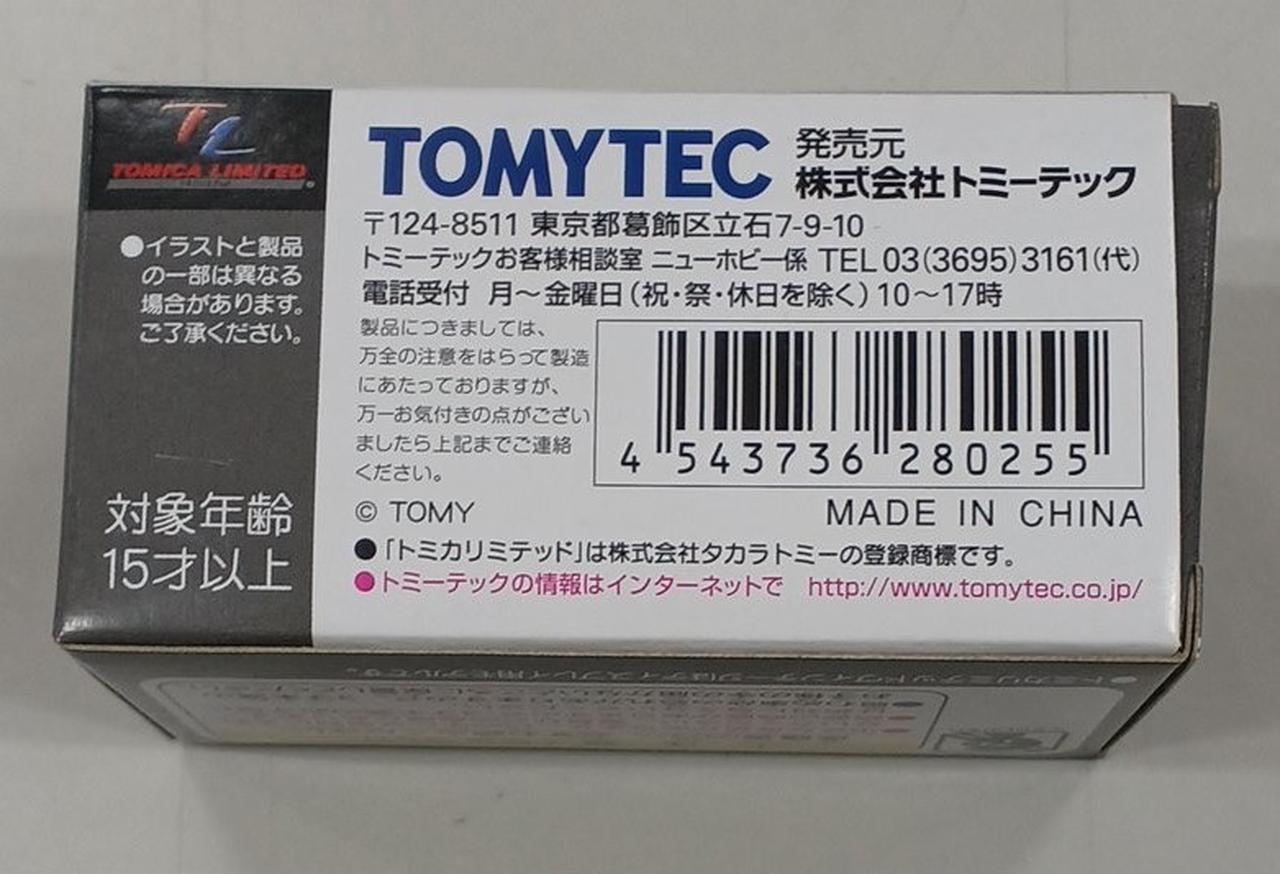 TL
TOMICA LIMITED
●イラストと製品
の一部は異なる
場合があります。
ご了承ください。
対象年齢
15才以上
TOMYTEC
発売元
株式会社トミーテック
〒124-8511 東京都葛飾区立石7-9-10
トミーテックお客様相談室 ニューホビー係 TEL 03(3695)3161(代)
電話受付 月～金曜日(祝・祭・休日を除く) 10～17時
製品につきましては、
万全の注意をはらって製造
にあたっておりますが、
万一お気付きの点がござい
ましたら上記までご連絡
ください。
4 543736 280255
© TOMY
MADE IN CHINA
●「トミカリミテッド」は株式会社タカラトミーの登録商標です。
●トミーテックの情報はインターネットで http://www.tomytec.co.jp/